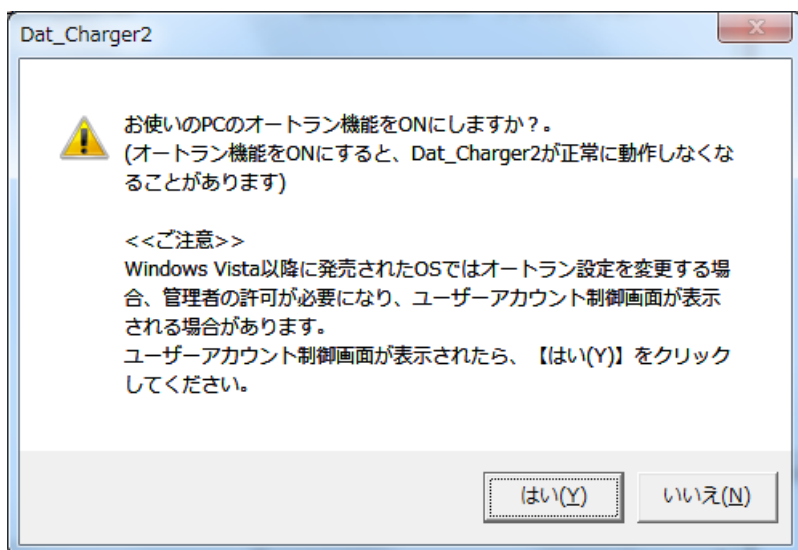 Dat_Charger2
お使いのPCのオートラン機能をONにしますか？。
(オートラン機能をONにすると、Dat_Charger2が正常に動作しなくな
ることがあります)
<<ご注意>>
Windows Vista以降に発売されたOSではオートラン設定を変更する場
合、管理者の許可が必要になり、ユーザーアカウント制御画面が表示
される場合があります。
ユーザーアカウント制御画面が表示されたら、【はい(Y)】をクリック
してください。
はい(Y)
いいえ(N)